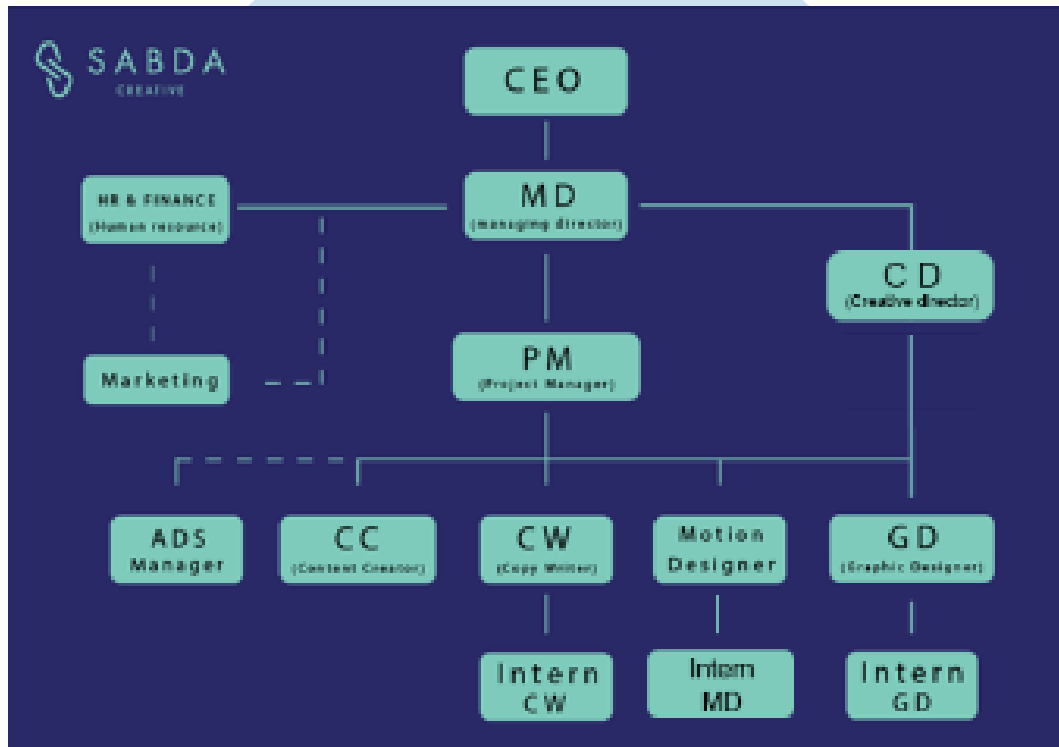 SABDA
CREATIVE
CEO
HR & FINANCE
(Human resource)
MD
(managing director)
CD
(Creative director)
Marketing
PM
(Project Manager)
ADS
Manager
CC
(Content Creator)
CW
(Copy Writer)
Motion
Designer
GD
(Graphic Designer)
Intern
CW
Intern
MD
Intern
GD